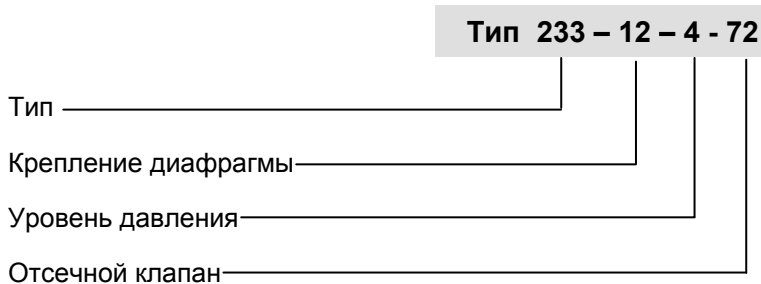 Тип 233 – 12 – 4 - 72
Тип
Крепление диафрагмы
Уровень давления
Отсечной клапан